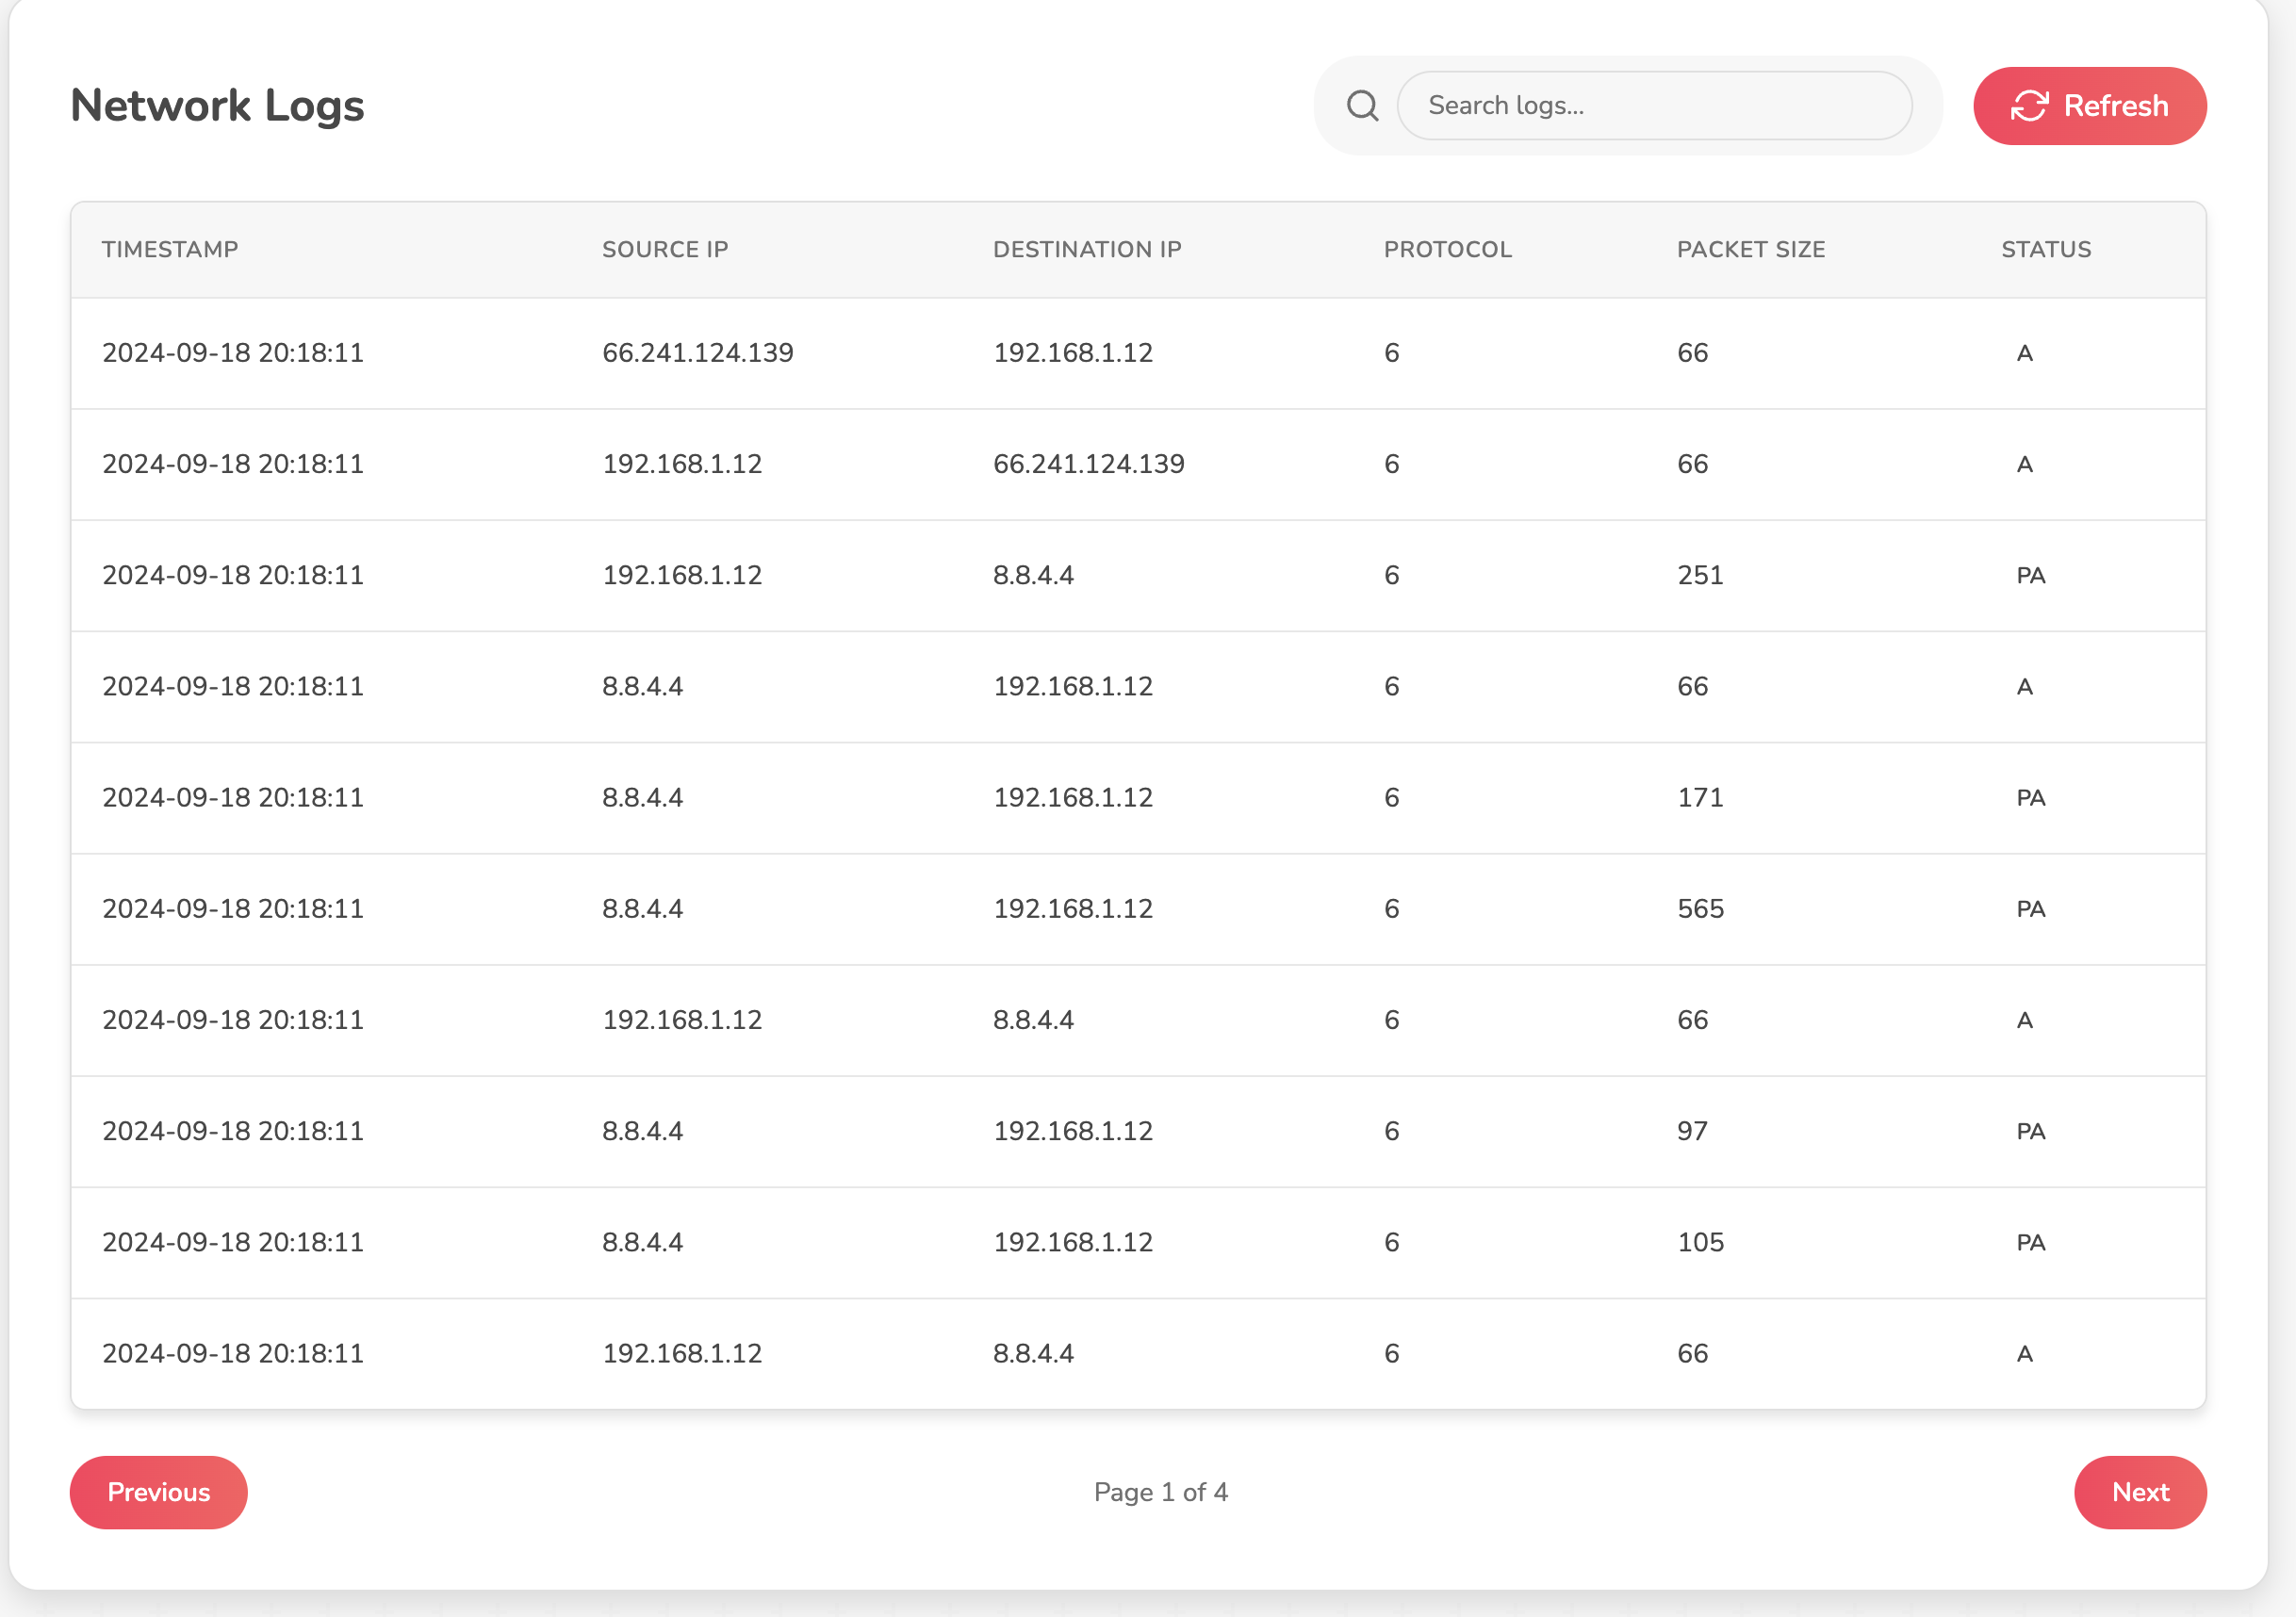 Network Logs
Search logs...
Refresh
TIMESTAMP SOURCE IP DESTINATION IP PROTOCOL PACKET SIZE STATUS
2024-09-18 20:18:11 66.241.124.139 192.168.1.12 6 66 A
2024-09-18 20:18:11 192.168.1.12 66.241.124.139 6 66 A
2024-09-18 20:18:11 192.168.1.12 8.8.4.4 6 251 PA
2024-09-18 20:18:11 8.8.4.4 192.168.1.12 6 66 A
2024-09-18 20:18:11 8.8.4.4 192.168.1.12 6 171 PA
2024-09-18 20:18:11 8.8.4.4 192.168.1.12 6 565 PA
2024-09-18 20:18:11 192.168.1.12 8.8.4.4 6 66 A
2024-09-18 20:18:11 8.8.4.4 192.168.1.12 6 97 PA
2024-09-18 20:18:11 8.8.4.4 192.168.1.12 6 105 PA
2024-09-18 20:18:11 192.168.1.12 8.8.4.4 6 66 A
Previous Page 1 of 4 Next